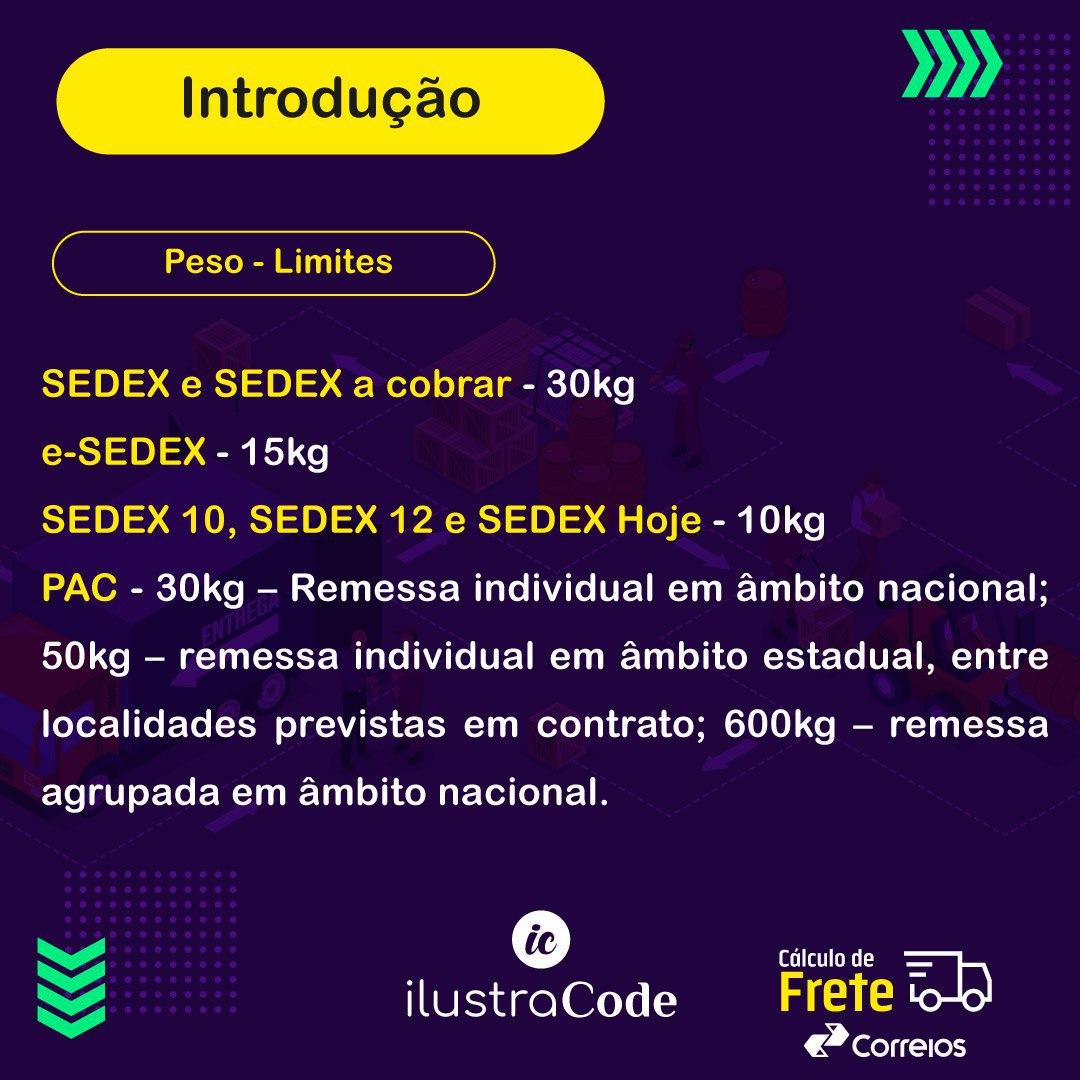 Introdução
Peso - Limites
SEDEX e SEDEX a cobrar - 30kg
e-SEDEX - 15kg
SEDEX 10, SEDEX 12 e SEDEX Hoje - 10kg
PAC - 30kg – Remessa individual em âmbito nacional;
50kg – remessa individual em âmbito estadual, entre
localidades previstas em contrato; 600kg – remessa
agrupada em âmbito nacional.
ENTREGA
ic
ilustraCode
Cálculo de
Frete
Correios